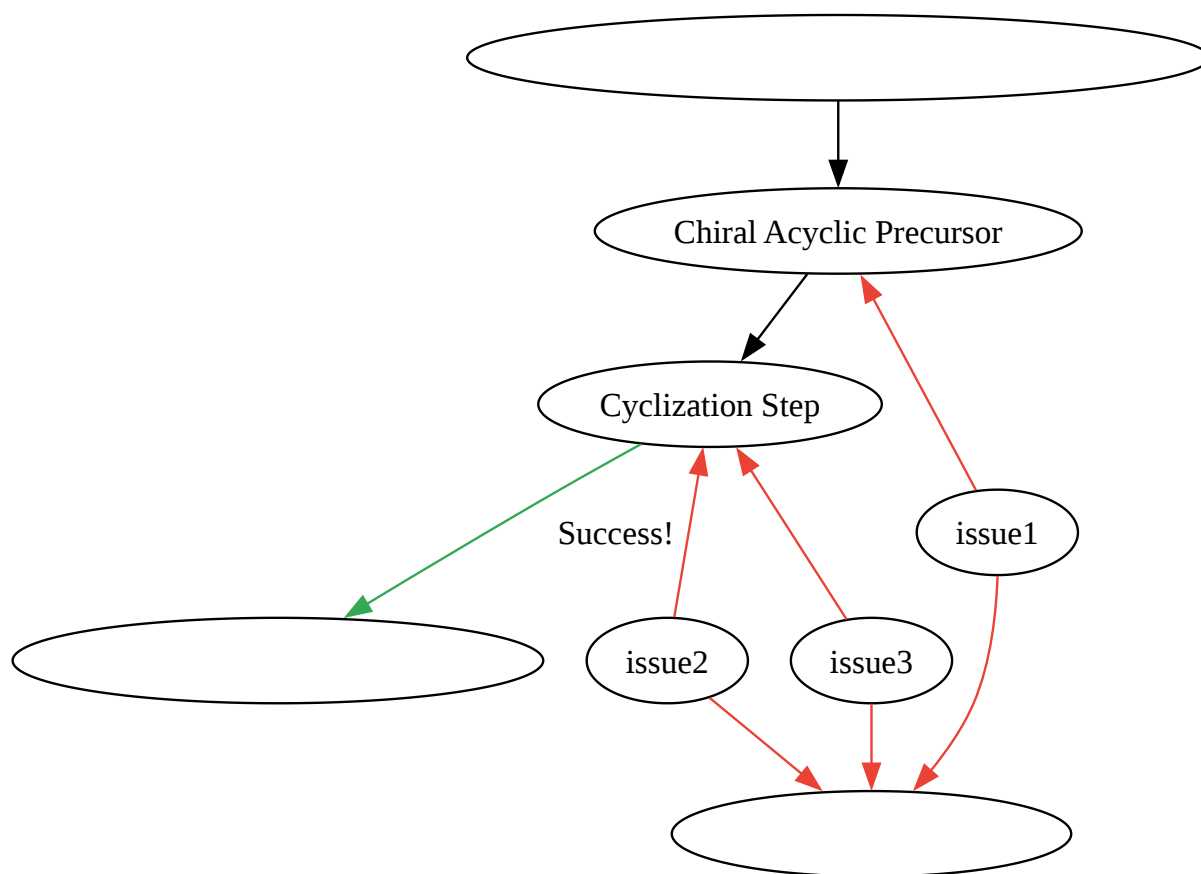 Chiral Acyclic Precursor
Cyclization Step
issue1
Success!
issue2
issue3